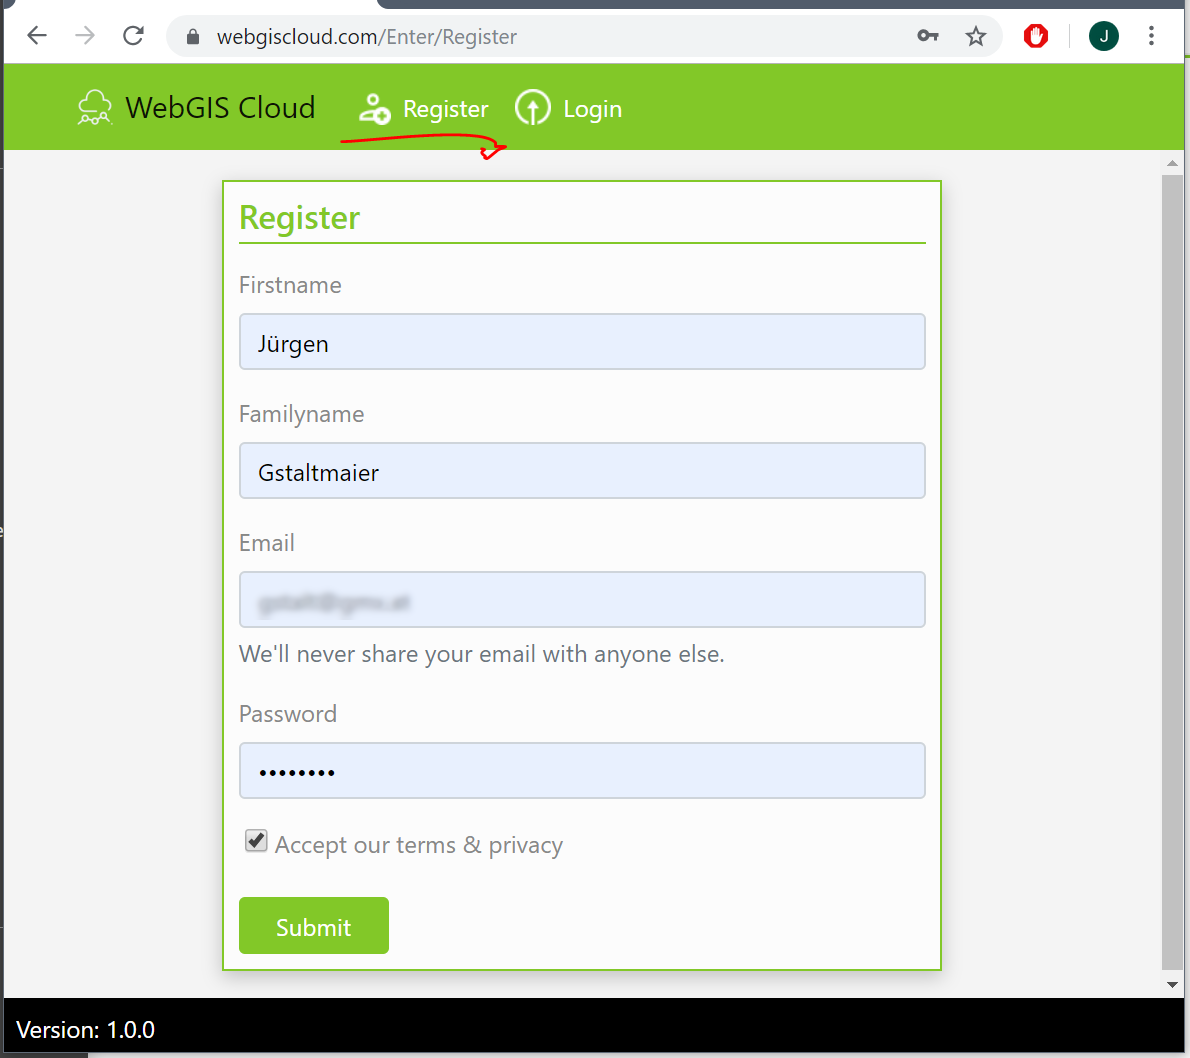 webgiscloud.com/Enter/Register
J
WebGIS Cloud Register Login
Register
Firstname
Jürgen
Familyname
Gstaltmaier
Email
We'll never share your email with anyone else.
Password
••••••••
Accept our terms & privacy
Submit
Version: 1.0.0